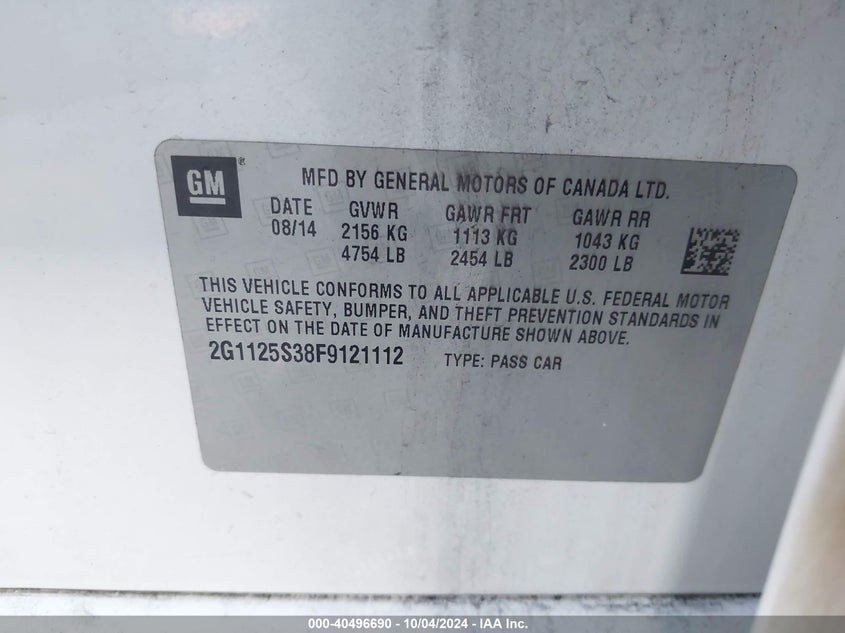 GM®
MFD BY GENERAL MOTORS OF CANADA LTD.
DATE GVWR GAWR FRT GAWR RR
08/14 2156 KG 1113 KG 1043 KG
4754 LB 2454 LB 2300 LB
THIS VEHICLE CONFORMS TO ALL APPLICABLE U.S. FEDERAL MOTOR
VEHICLE SAFETY, BUMPER, AND THEFT PREVENTION STANDARDS IN
EFFECT ON THE DATE OF MANUFACTURE SHOWN ABOVE.
2G1125S38F9121112 TYPE: PASS CAR
000-40496690 - 10/04/2024 - IAA Inc.